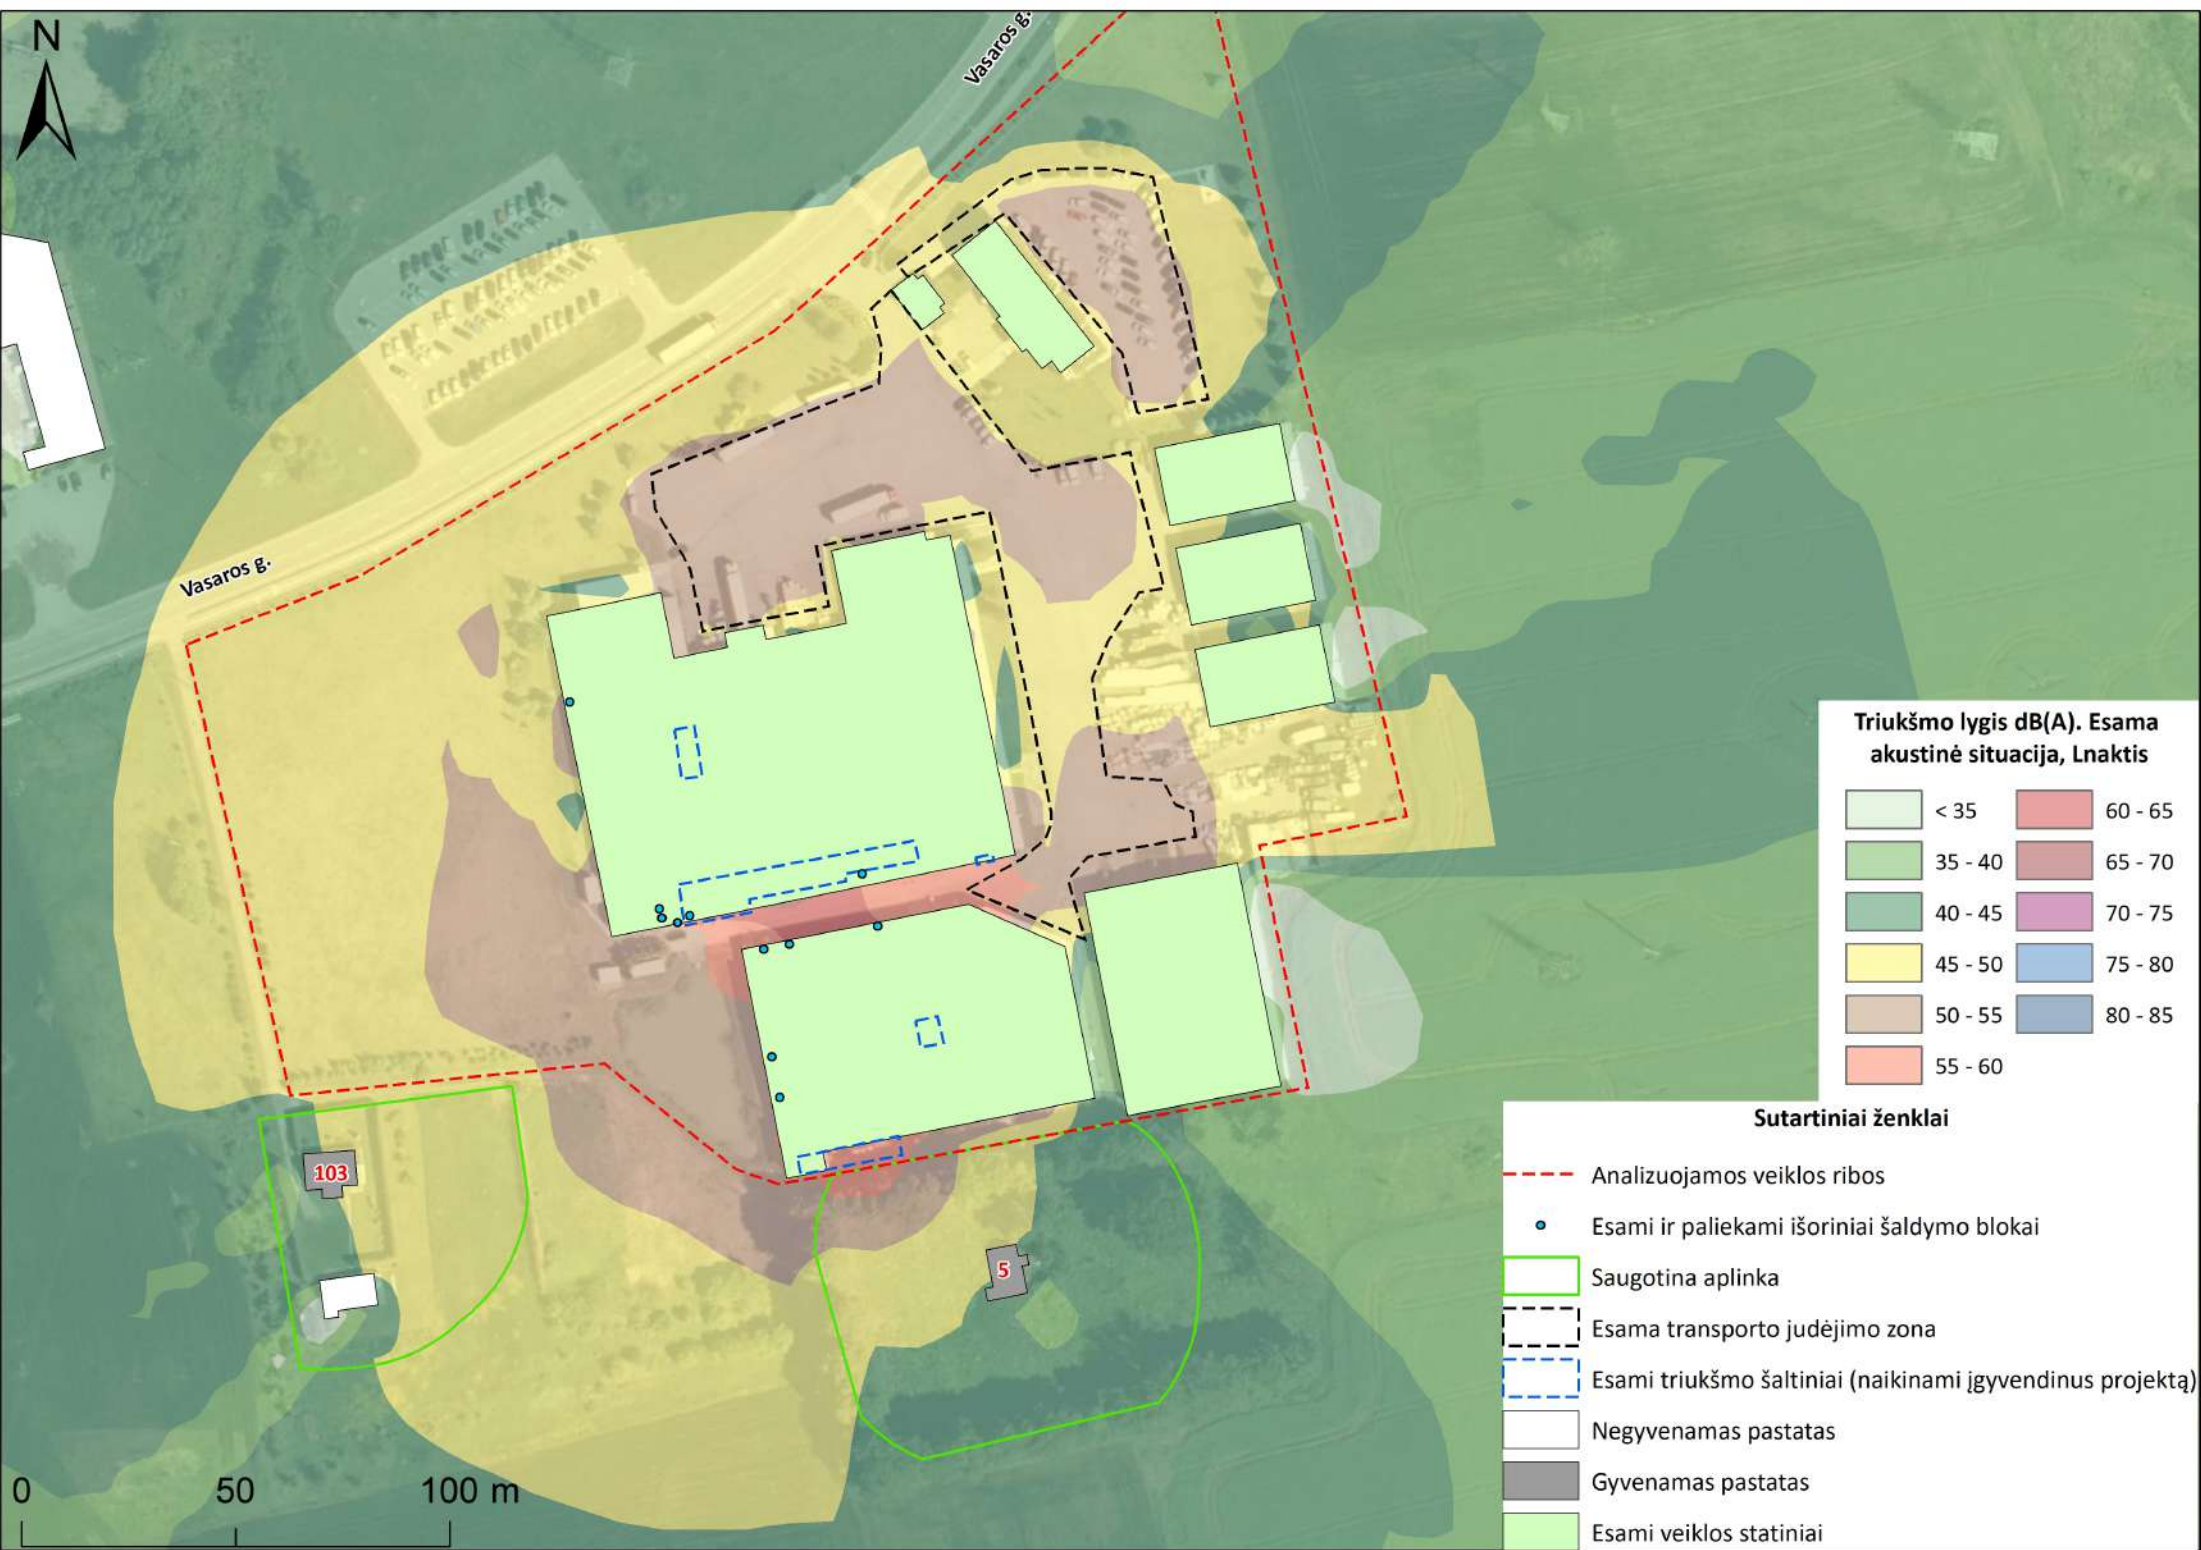 N
Vasaros g.
Vasaros g.
103
5
0 50 100 m
Triukšmo lygis dB(A). Esama
akustinė situacija, Lnaktis
< 35
35 - 40
40 - 45
45 - 50
50 - 55
55 - 60
60 - 65
65 - 70
70 - 75
75 - 80
80 - 85
Sutartiniai ženklai
Analizuojamos veiklos ribos
Esami ir paliekami išoriniai šaldymo blokai
Saugotina aplinka
Esama transporto judėjimo zona
Esami triukšmo šaltiniai (naikinami įgyvendinus projektą)
Negyvenamas pastatas
Gyvenamas pastatas
Esami veiklos statiniai